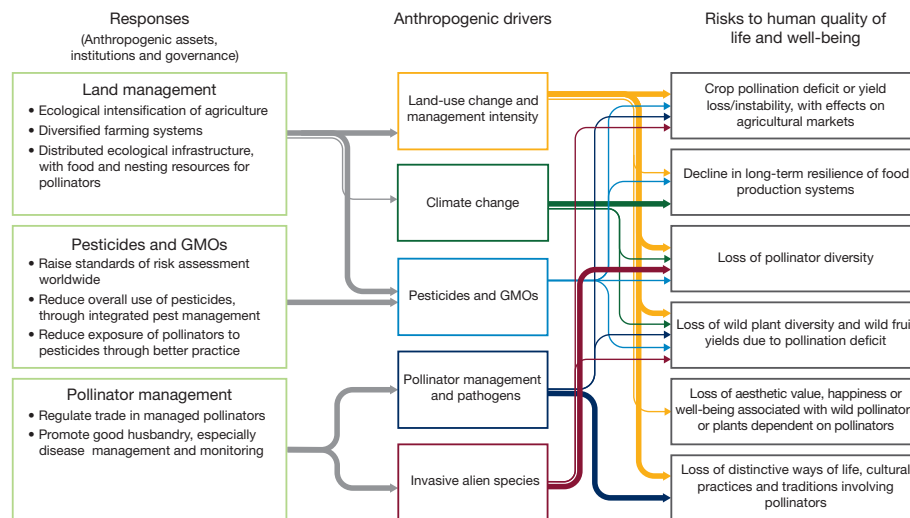 Responses
(Anthropogenic assets,
institutions and governance)
Land management
• Ecological intensification of agriculture
• Diversified farming systems
• Distributed ecological infrastructure,
with food and nesting resources for
pollinators
Pesticides and GMOs
• Raise standards of risk assessment
worldwide
• Reduce overall use of pesticides,
through integrated pest management
• Reduce exposure of pollinators to
pesticides through better practice
Pollinator management
• Regulate trade in managed pollinators
• Promote good husbandry, especially
disease management and monitoring
Anthropogenic drivers
Land-use change and
management intensity
Climate change
Pesticides and GMOs
Pollinator management
and pathogens
Invasive alien species
Risks to human quality of
life and well-being
Crop pollination deficit or yield
loss/instability, with effects on
agricultural markets
Decline in long-term resilience of food
production systems
Loss of pollinator diversity
Loss of wild plant diversity and wild fruit
yields due to pollination deficit
Loss of aesthetic value, happiness or
well-being associated with wild pollinator
or plants dependent on pollinators
Loss of distinctive ways of life, cultural
practices and traditions involving
pollinators